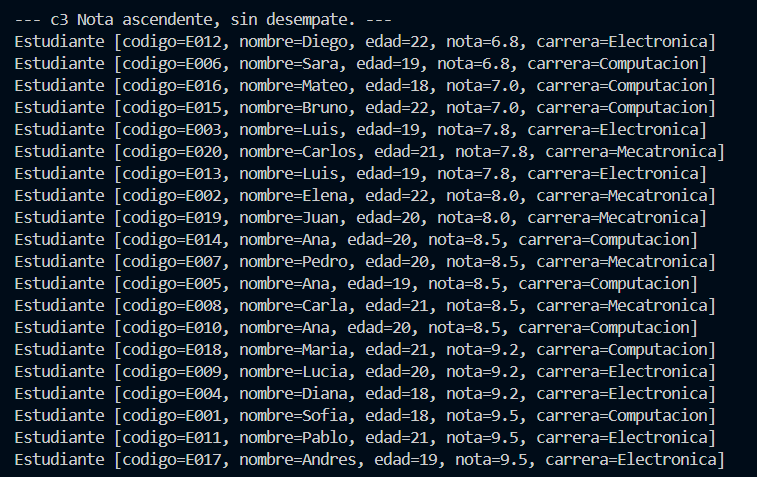 --- c3 Nota ascendente, sin desempate. ---
Estudiante [codigo=E012, nombre=Diego, edad=22, nota=6.8, carrera=Electronica]
Estudiante [codigo=E006, nombre=Sara, edad=19, nota=6.8, carrera=Computacion]
Estudiante [codigo=E016, nombre=Mateo, edad=18, nota=7.0, carrera=Computacion]
Estudiante [codigo=E015, nombre=Bruno, edad=22, nota=7.0, carrera=Computacion]
Estudiante [codigo=E003, nombre=Luis, edad=19, nota=7.8, carrera=Electronica]
Estudiante [codigo=E020, nombre=Carlos, edad=21, nota=7.8, carrera=Mecatronica]
Estudiante [codigo=E013, nombre=Luis, edad=19, nota=7.8, carrera=Electronica]
Estudiante [codigo=E002, nombre=Elena, edad=22, nota=8.0, carrera=Mecatronica]
Estudiante [codigo=E019, nombre=Juan, edad=20, nota=8.0, carrera=Mecatronica]
Estudiante [codigo=E014, nombre=Ana, edad=20, nota=8.5, carrera=Computacion]
Estudiante [codigo=E007, nombre=Pedro, edad=20, nota=8.5, carrera=Mecatronica]
Estudiante [codigo=E005, nombre=Ana, edad=19, nota=8.5, carrera=Computacion]
Estudiante [codigo=E008, nombre=Carla, edad=21, nota=8.5, carrera=Mecatronica]
Estudiante [codigo=E010, nombre=Ana, edad=20, nota=8.5, carrera=Computacion]
Estudiante [codigo=E018, nombre=Maria, edad=21, nota=9.2, carrera=Computacion]
Estudiante [codigo=E009, nombre=Lucia, edad=20, nota=9.2, carrera=Electronica]
Estudiante [codigo=E004, nombre=Diana, edad=18, nota=9.2, carrera=Electronica]
Estudiante [codigo=E001, nombre=Sofia, edad=18, nota=9.5, carrera=Computacion]
Estudiante [codigo=E011, nombre=Pablo, edad=21, nota=9.5, carrera=Electronica]
Estudiante [codigo=E017, nombre=Andres, edad=19, nota=9.5, carrera=Electronica]